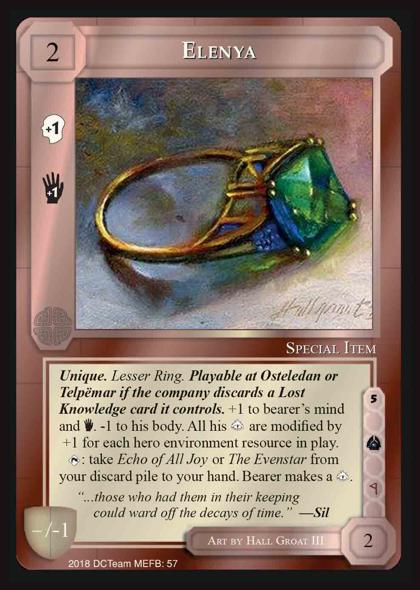 2
ELENYA
+1
+1
Hall Groat
SPECIAL ITEM
Unique. Lesser Ring. Playable at Osteledan or
Telpëmar if the company discards a Lost
Knowledge card it controls. +1 to bearer's mind
and . -1 to his body. All his are modified by
+1 for each hero environment resource in play.
: take Echo of All Joy or The Evenstar from
your discard pile to your hand. Bearer makes a .
"...those who had them in their keeping
could ward off the decays of time." —Sil
5
–/-1
ART BY HALL GROAT III
2
2018 DCTeam MEFB: 57